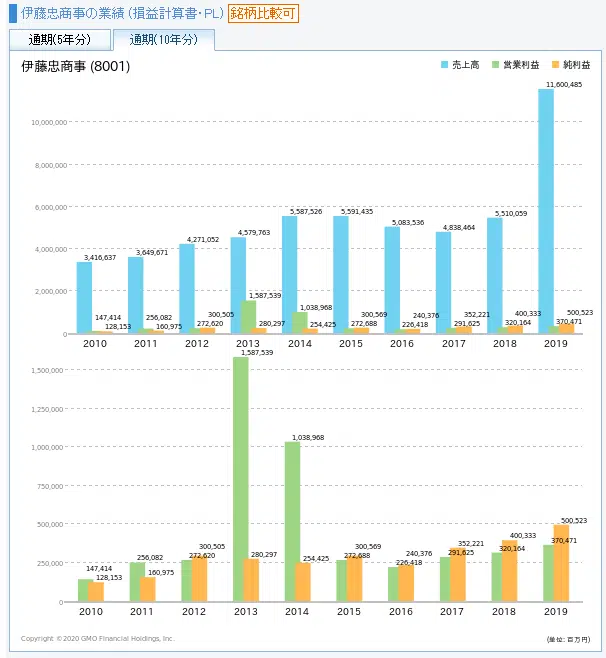 伊藤忠商事の業績 (損益計算書・PL) 銘柄比較可
通期(5年分) 通期(10年分)
伊藤忠商事 (8001) 売上高 営業利益 純利益
11,600,485
10,000,000
8,000,000
6,000,000
4,000,000
2,000,000
0
3,416,637 3,649,671 4,271,052 4,579,763 5,587,526 5,591,435 5,083,536 4,838,464 5,510,059
147,414 256,082 272,620 1,587,539 1,038,968 272,688 226,418 291,625 320,164 370,471
128,153 160,975 300,505 280,297 254,425 300,569 240,376 352,221 400,333 500,523
2010 2011 2012 2013 2014 2015 2016 2017 2018 2019
1,500,000
1,250,000
1,000,000
750,000
500,000
250,000
0
147,414 256,082 272,620 1,587,539 1,038,968 272,688 226,418 291,625 320,164 370,471
128,153 160,975 300,505 280,297 254,425 300,569 240,376 352,221 400,333 500,523
2010 2011 2012 2013 2014 2015 2016 2017 2018 2019
Copyright © 2020 GMO Financial Holdings, Inc. (単位: 百万円)